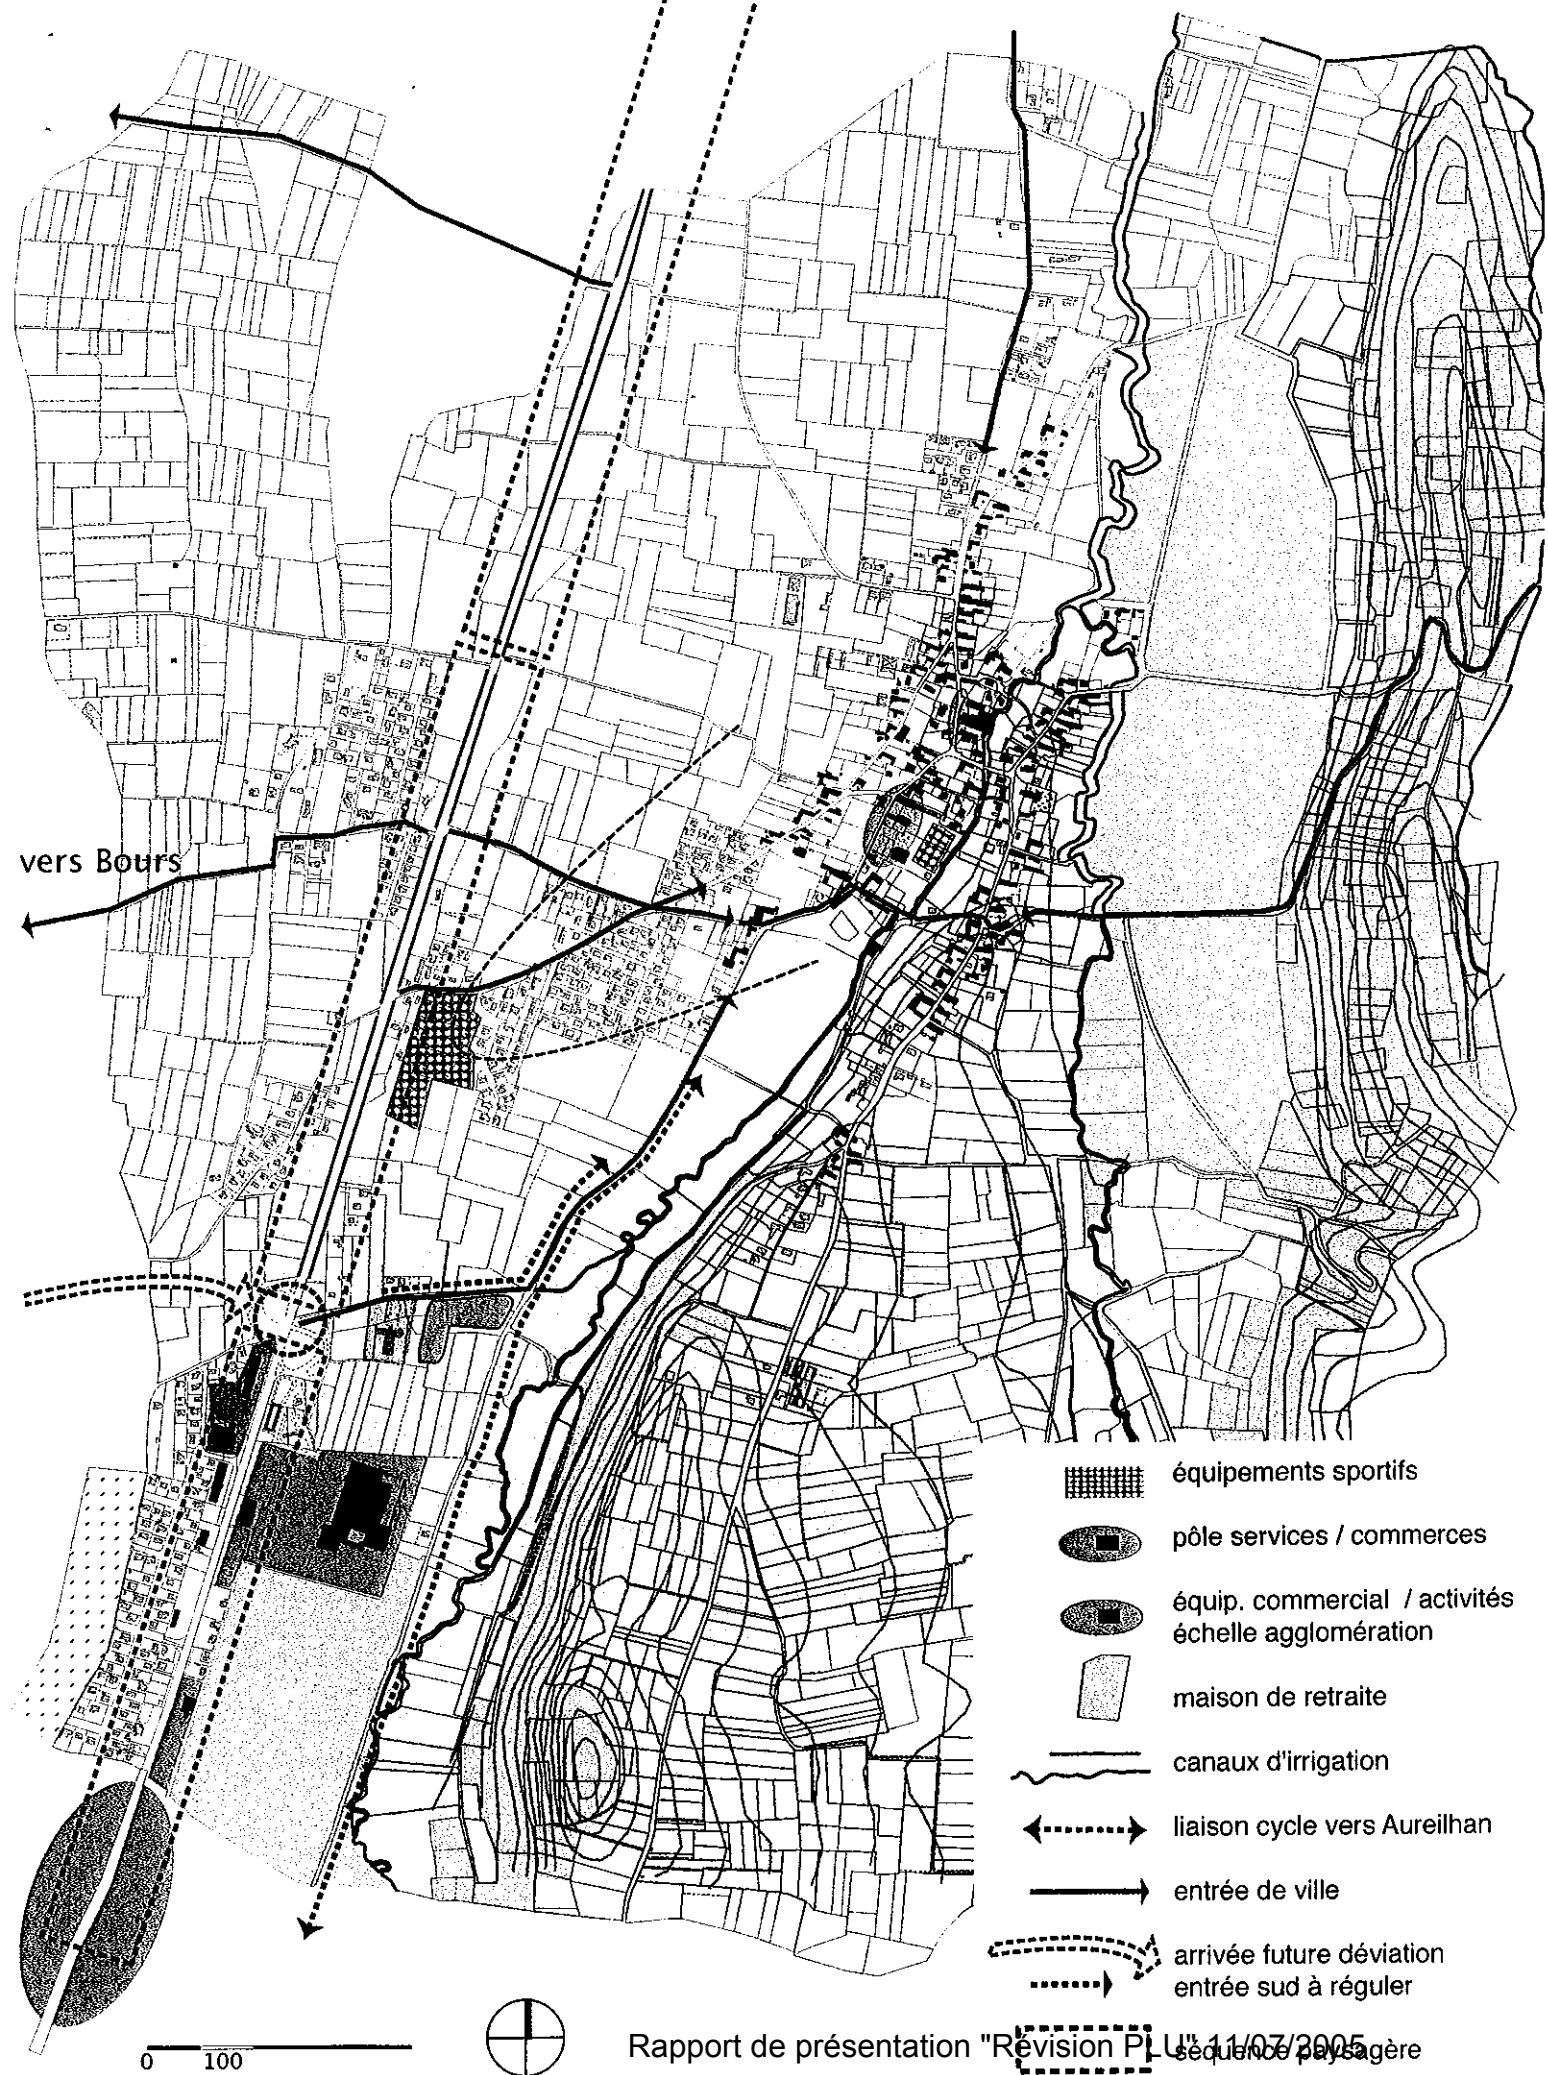 vers Bours
équipements sportifs
pôle services / commerces
équip. commercial / activités
échelle agglomération
maison de retraite
canaux d'irrigation
liaison cycle vers Aureilhan
entrée de ville
arrivée future déviation
entrée sud à réguler
séquence paysagère
0 100
Rapport de présentation "Révision PLU" 11/07/2005